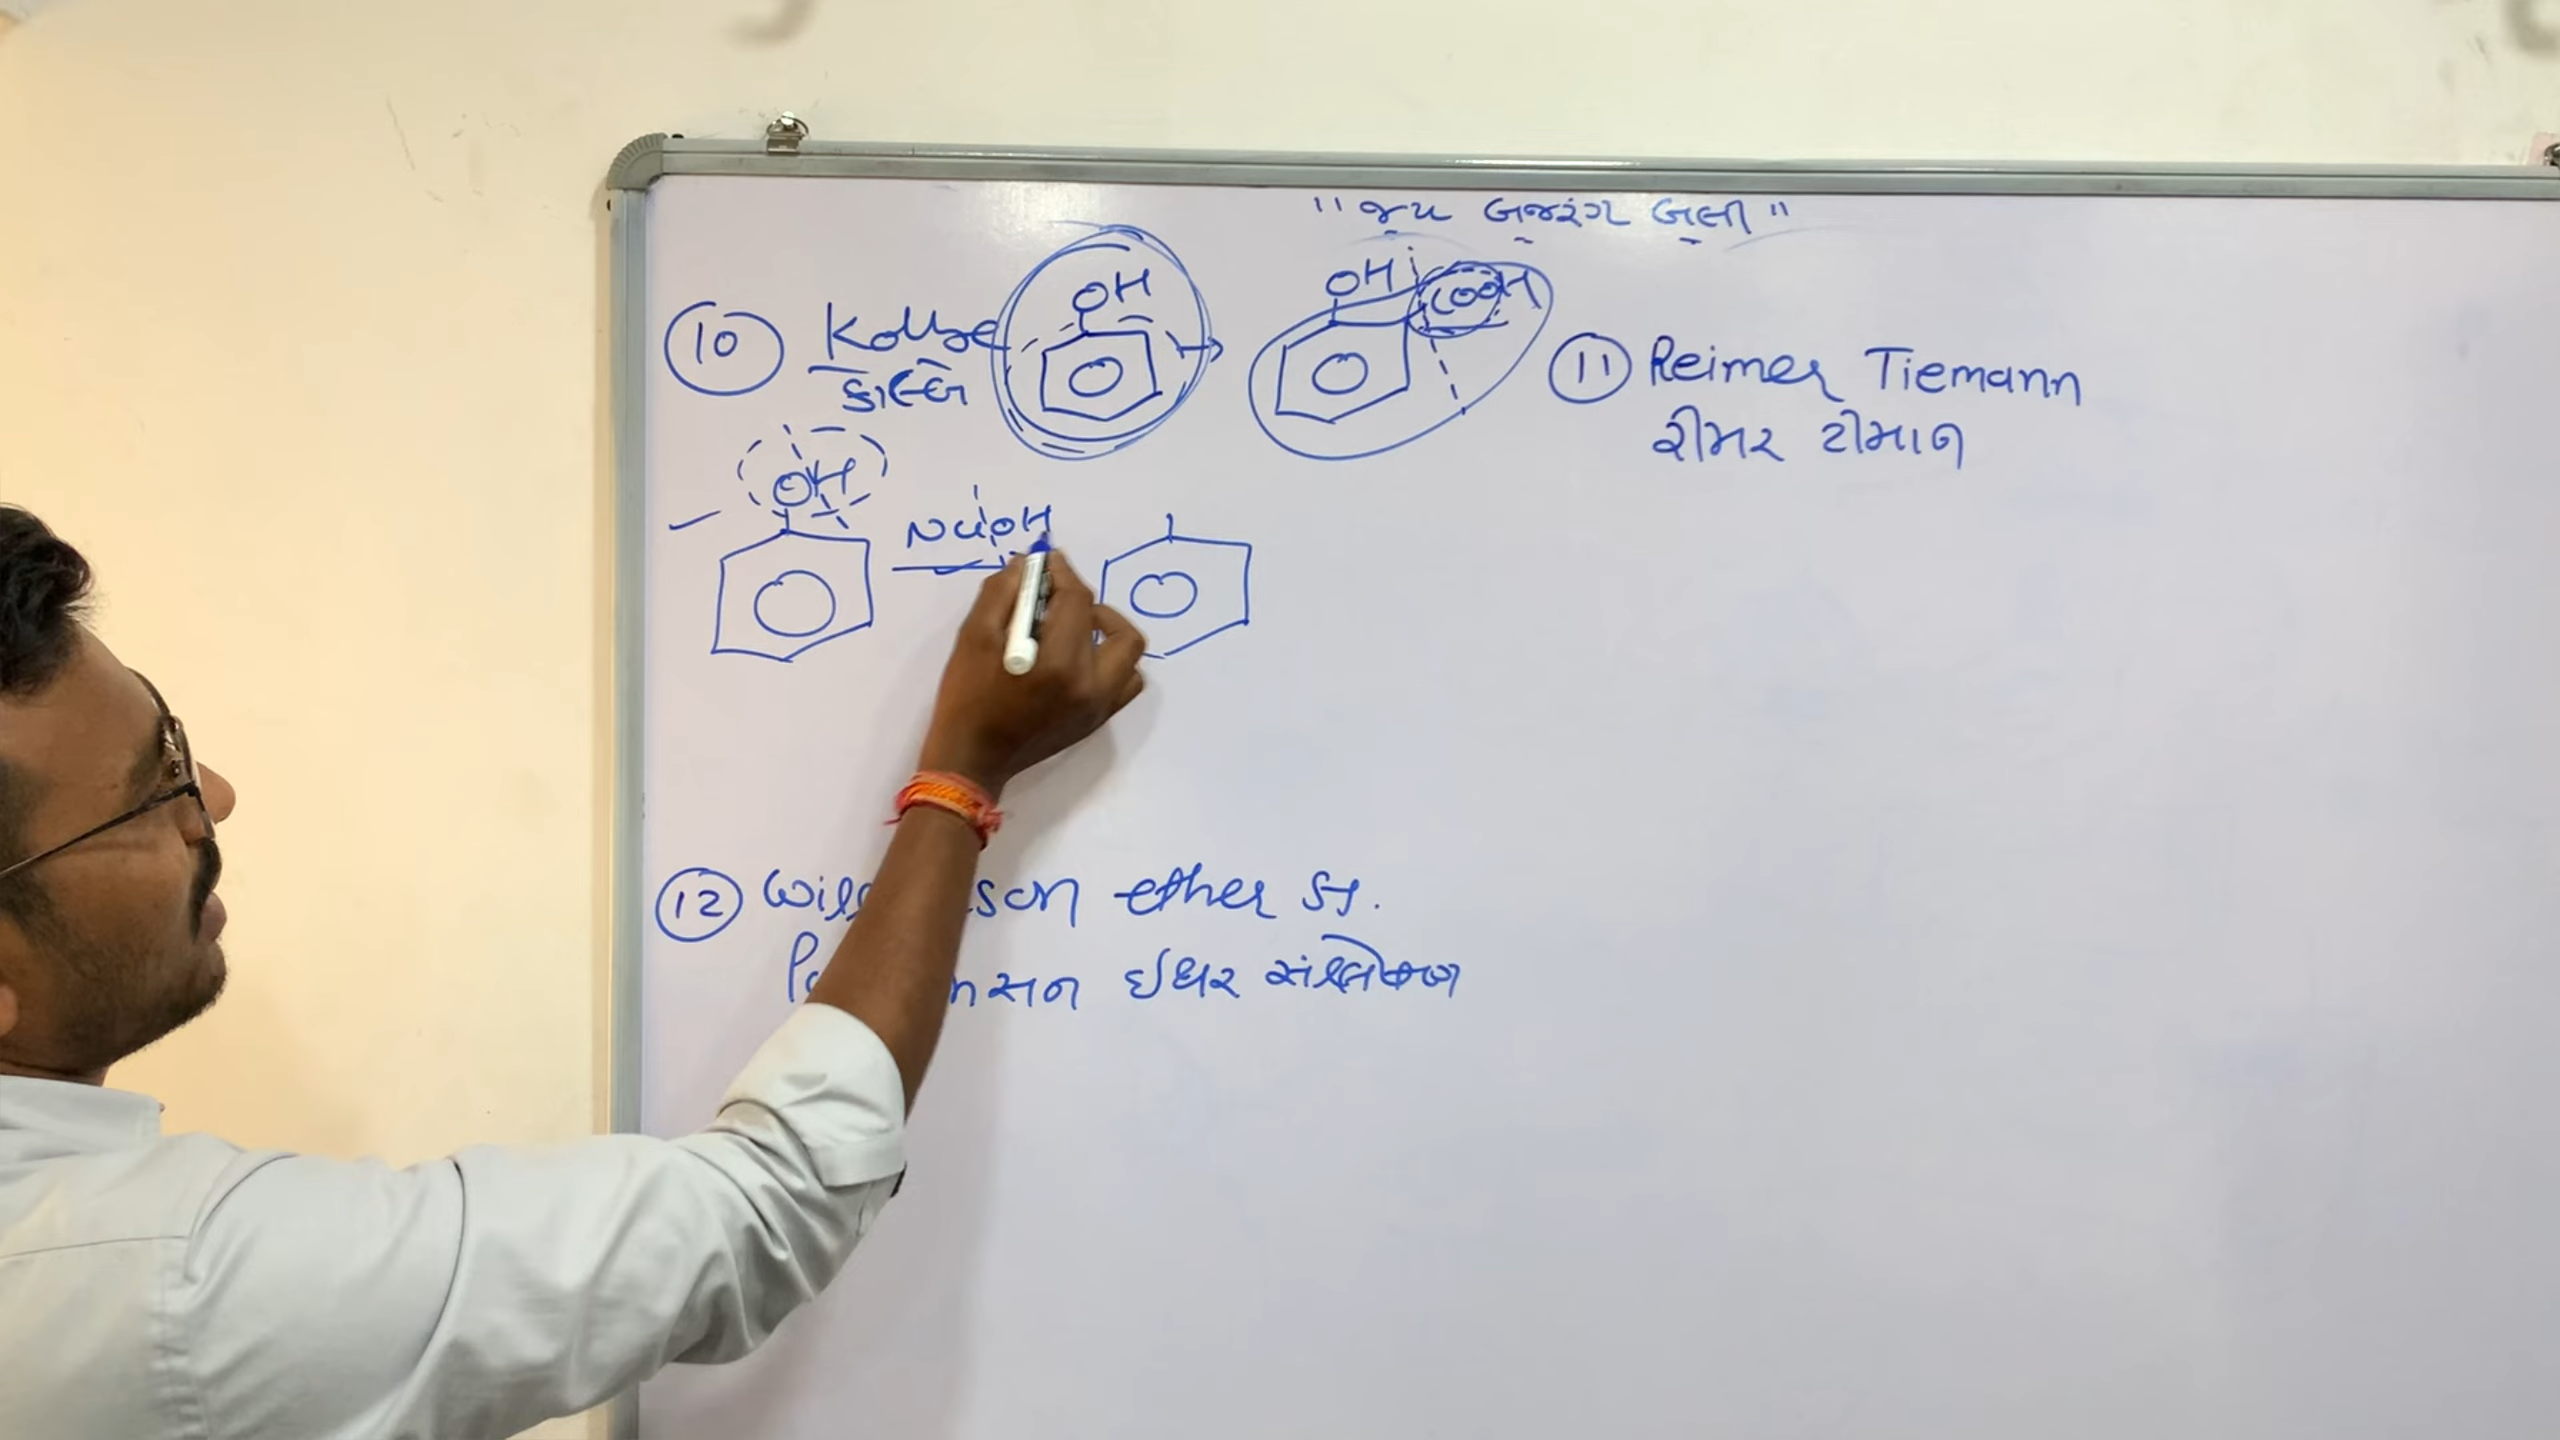 "જય બજરંગ બલી"
10 Kolbe
કોલ્બે
OH
OH COOH
11 Reimer Tiemann
રીમર ટીમાન
OH
NaOH
12 ether
ઈથર સંશ્લેષણ